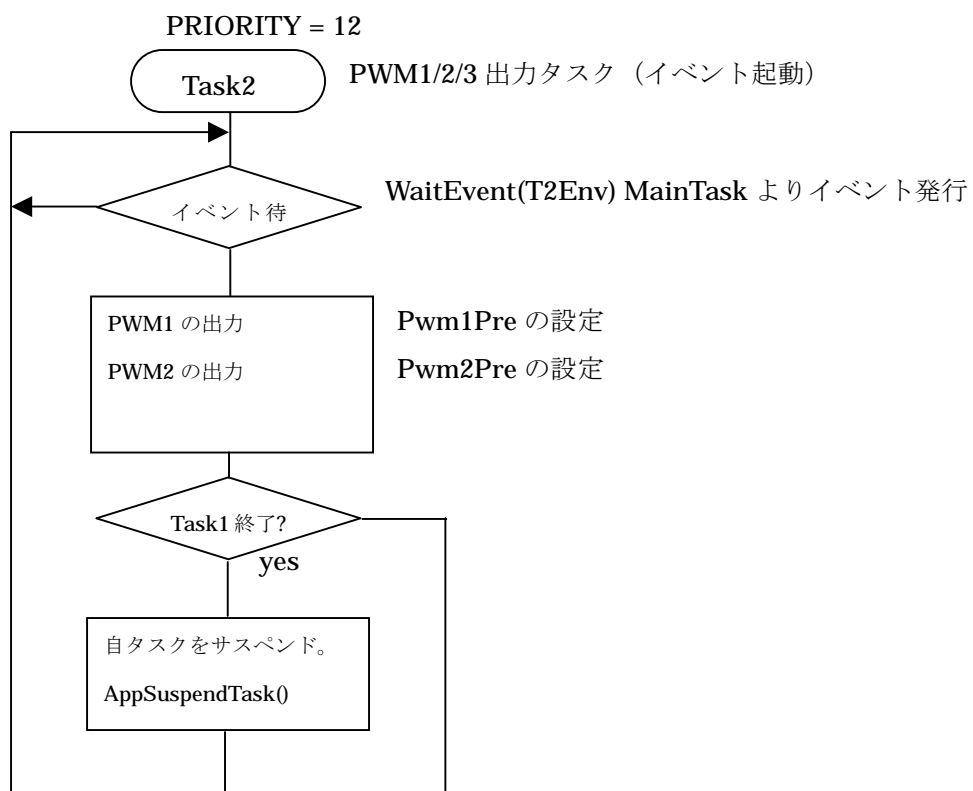 PRIORITY = 12
Task2
PWM1/2/3 出力タスク（イベント起動）
イベント待
WaitEvent(T2Env) MainTask よりイベント発行
PWM1 の出力
Pwm1Pre の設定
PWM2 の出力
Pwm2Pre の設定
Task1 終了?
yes
自タスクをサスペンド。
AppSuspendTask()